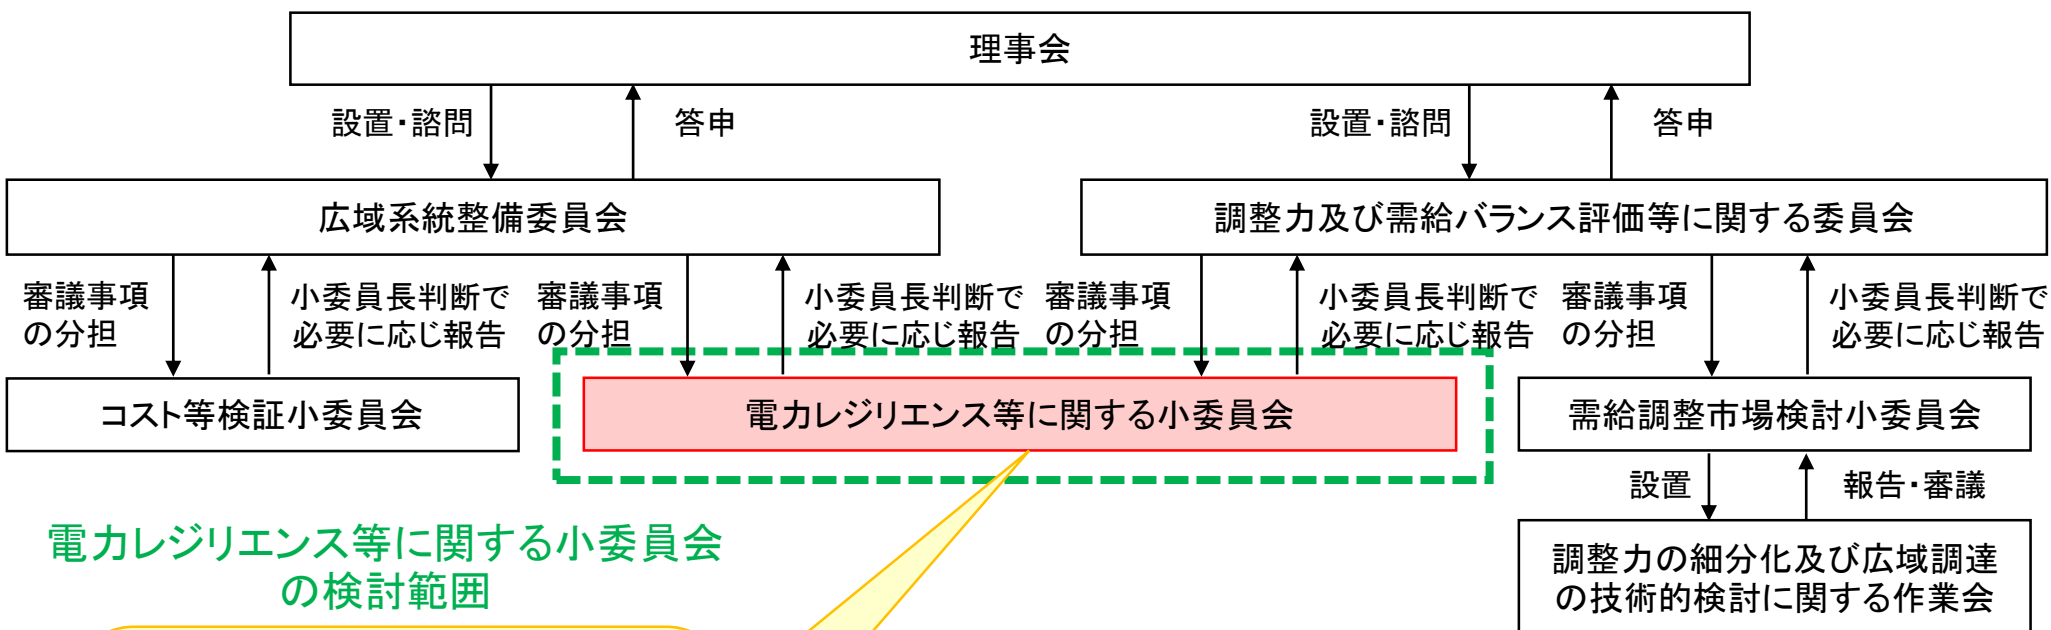 理事会
設置・諮問
答申
設置・諮問
答申
広域系統整備委員会
調整力及び需給バランス評価等に関する委員会
審議事項
の分担
小委員長判断で
必要に応じ報告
審議事項
の分担
小委員長判断で
必要に応じ報告
審議事項
の分担
小委員長判断で
必要に応じ報告
審議事項
の分担
小委員長判断で
必要に応じ報告
コスト等検証小委員会
電力レジリエンス等に関する小委員会
需給調整市場検討小委員会
設置
報告・審議
電力レジリエンス等に関する小委員会
の検討範囲
調整力の細分化及び広域調達
の技術的検討に関する作業会